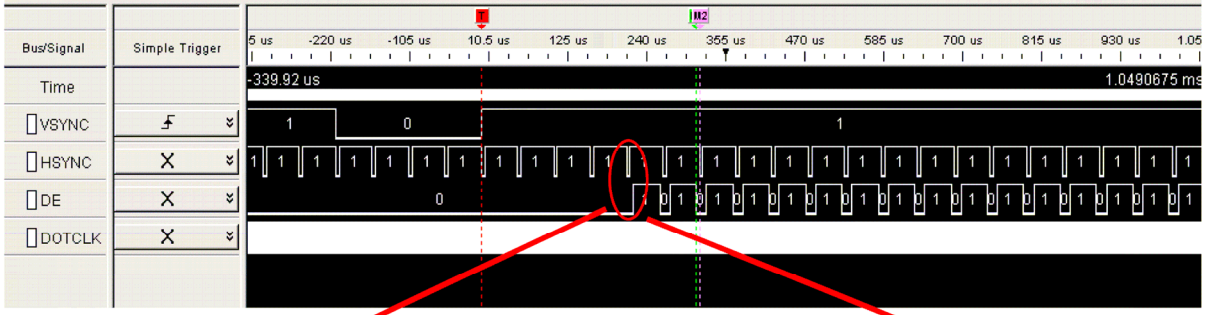 T M2
Bus/Signal Simple Trigger 5 us -220 us -105 us 10.5 us 125 us 240 us 355 us 470 us 585 us 700 us 815 us 930 us 1.05
Time -339.92 us 1.0490675 ms
VSYNC 1 0 1
HSYNC X 1 1 1 1 1 1 1 1 1 1 1 1 1 1 1 1 1 1 1 1 1 1 1 1 1 1
DE X 0 1 0 1 0 1 0 1 0 1 0 1 0 1 0 1 0 1 0 1 0 1 0 1 0 1 0 1 0 1 0 1
DOTCLK X